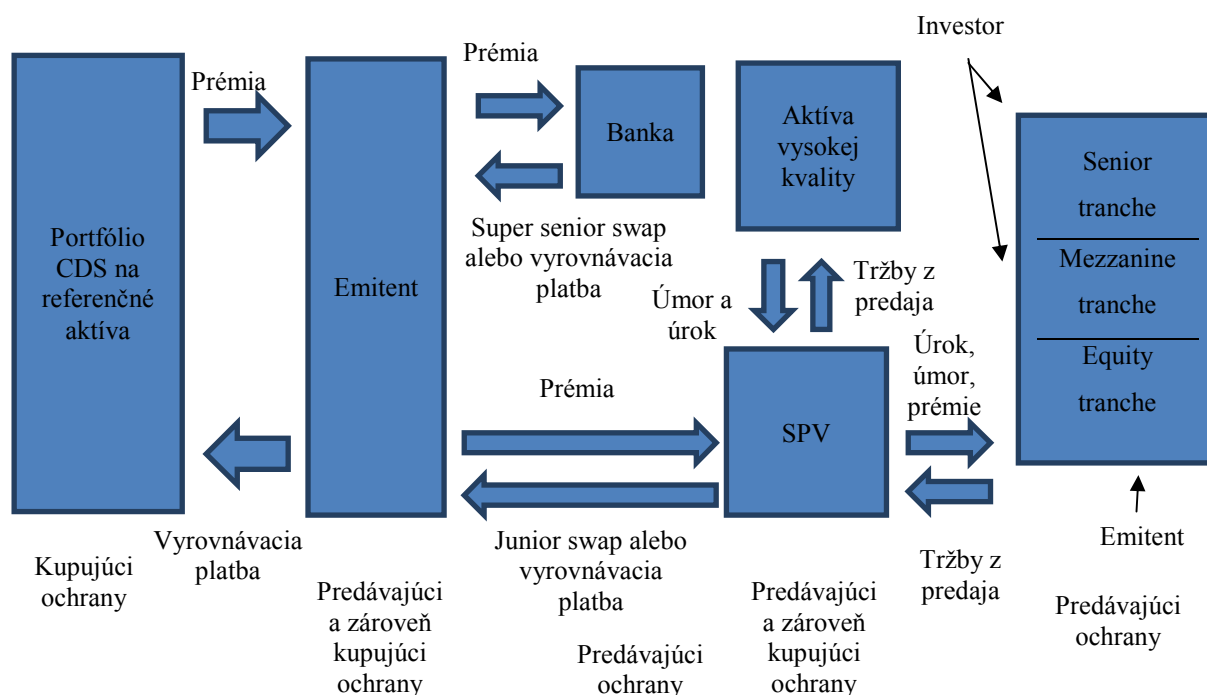 Investor
Prémia
Prémia
Banka
Aktíva
vysokej
kvality
Senior
tranche
Mezzanine
tranche
Equity
tranche
Portfólio
CDS na
referenčné
aktíva
Emitent
Super senior swap
alebo vyrovnávacia
platba
Úmor a
úrok
Tržby z
predaja
Prémia
SPV
Úrok,
úmor,
prémie
Vyrovnávacia
platba
Junior swap alebo
vyrovnávacia
platba
Tržby z
predaja
Emitent
Kupujúci
ochrany
Predávajúci
a zároveň
kupujúci
ochrany
Predávajúci
ochrany
Predávajúci
a zároveň
kupujúci
ochrany
Predávajúci
ochrany